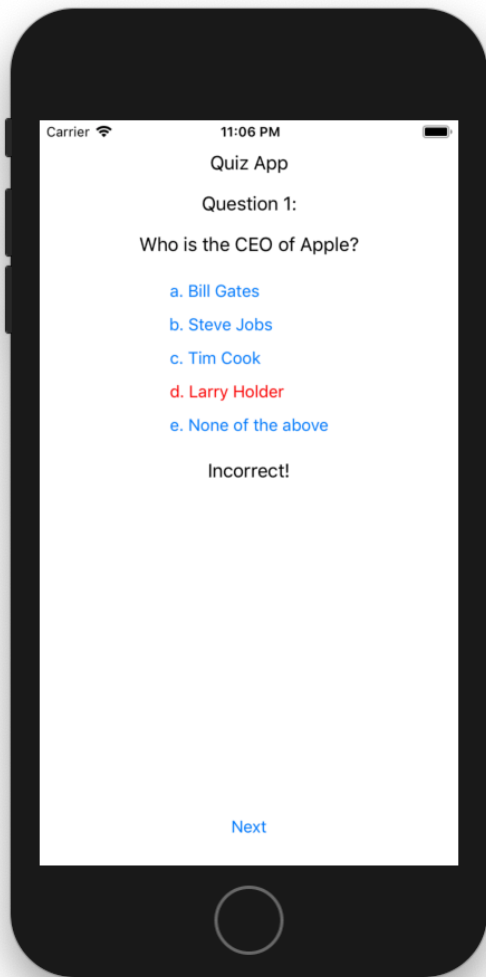 Carrier 11:06 PM
Quiz App
Question 1:
Who is the CEO of Apple?
a. Bill Gates
b. Steve Jobs
c. Tim Cook
d. Larry Holder
e. None of the above
Incorrect!
Next